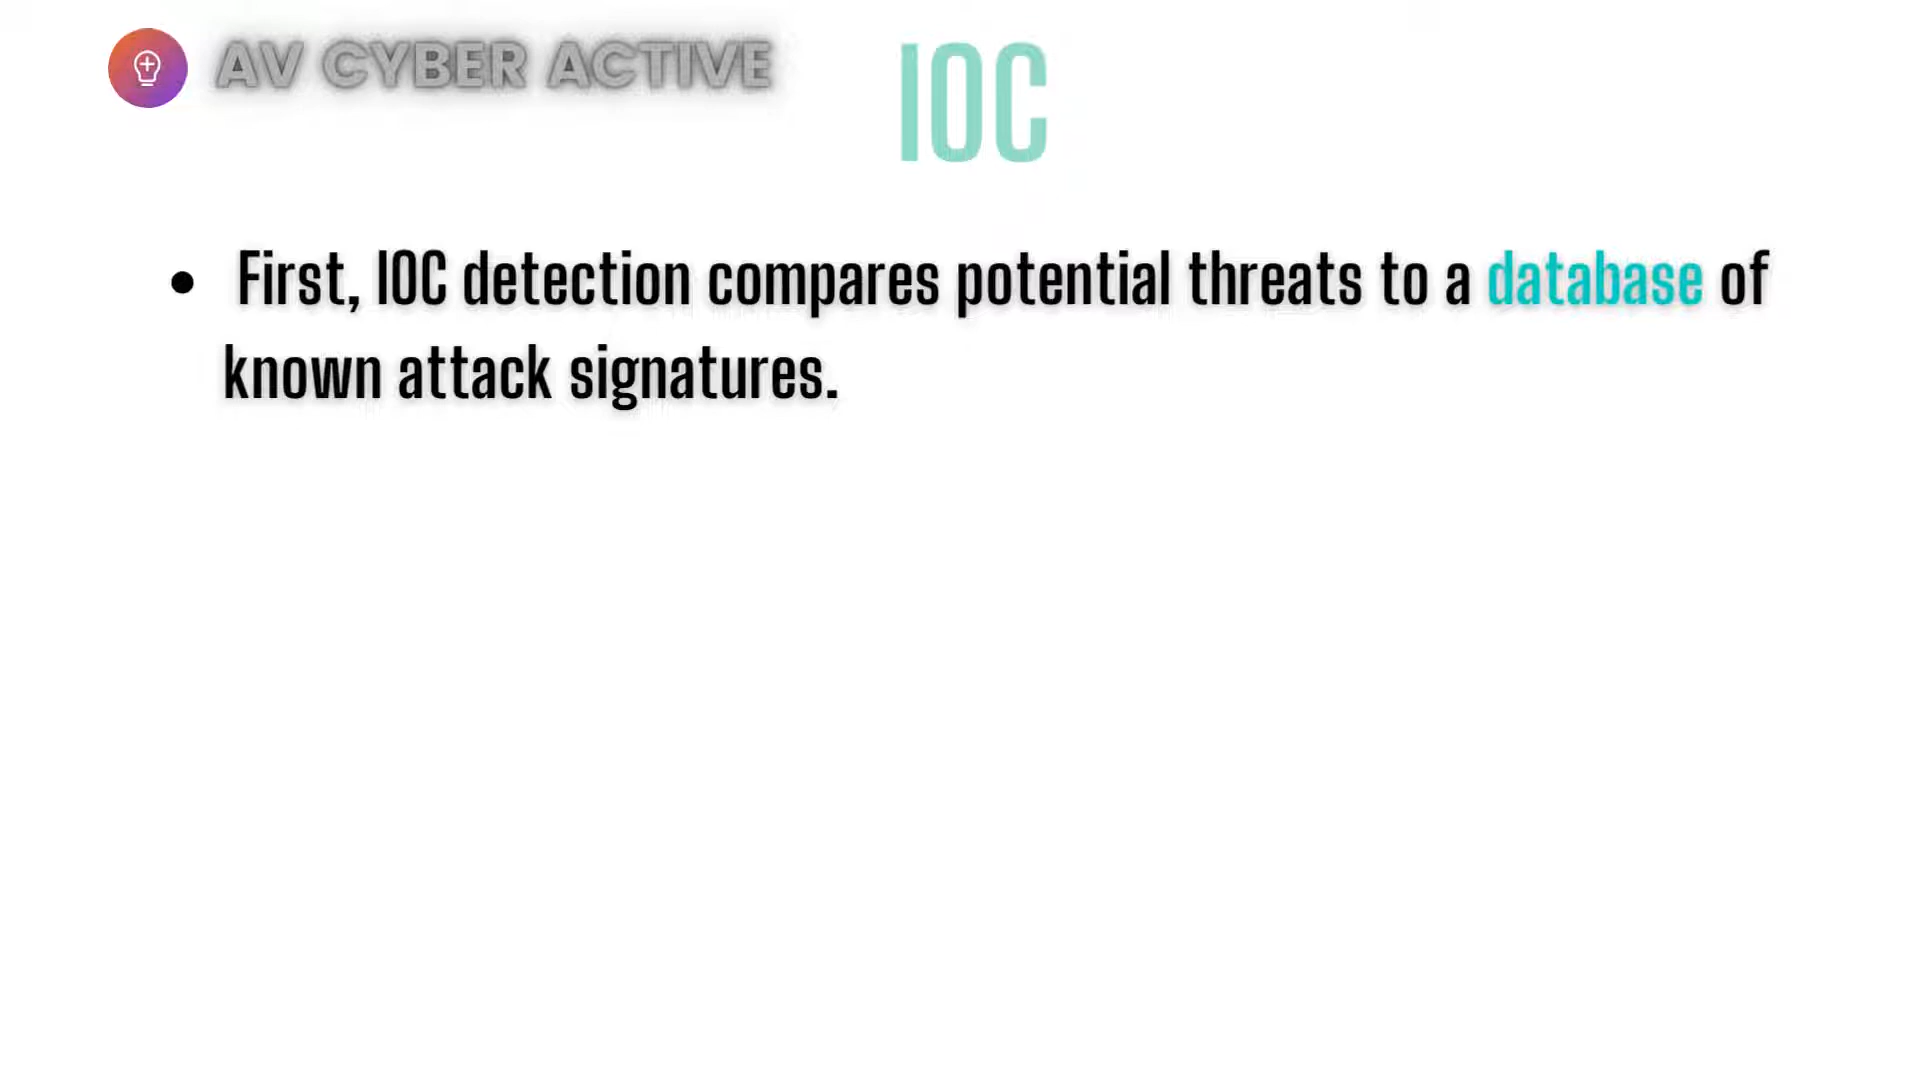 AV CYBER ACTIVE
IOC
• First, IOC detection compares potential threats to a database of
known attack signatures.